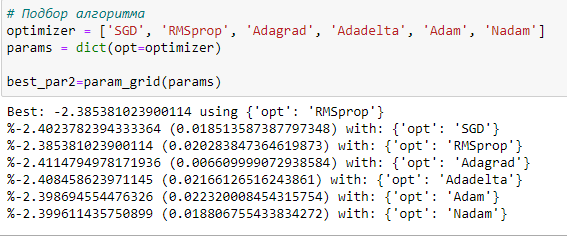 # Подбор алгоритма
optimizer = ['SGD', 'RMSprop', 'Adagrad', 'Adadelta', 'Adam', 'Nadam']
params = dict(opt=optimizer)
best_par2=param_grid(params)
Best: -2.385381023900114 using {'opt': 'RMSprop'}
%-2.4023782394333364 (0.018513587387797348) with: {'opt': 'SGD'}
%-2.385381023900114 (0.020283847364619873) with: {'opt': 'RMSprop'}
%-2.4114794978171936 (0.006609999072938584) with: {'opt': 'Adagrad'}
%-2.408458623971145 (0.02166126516243861) with: {'opt': 'Adadelta'}
%-2.398694554476326 (0.022320008454315754) with: {'opt': 'Adam'}
%-2.399611435750899 (0.018806755433834272) with: {'opt': 'Nadam'}